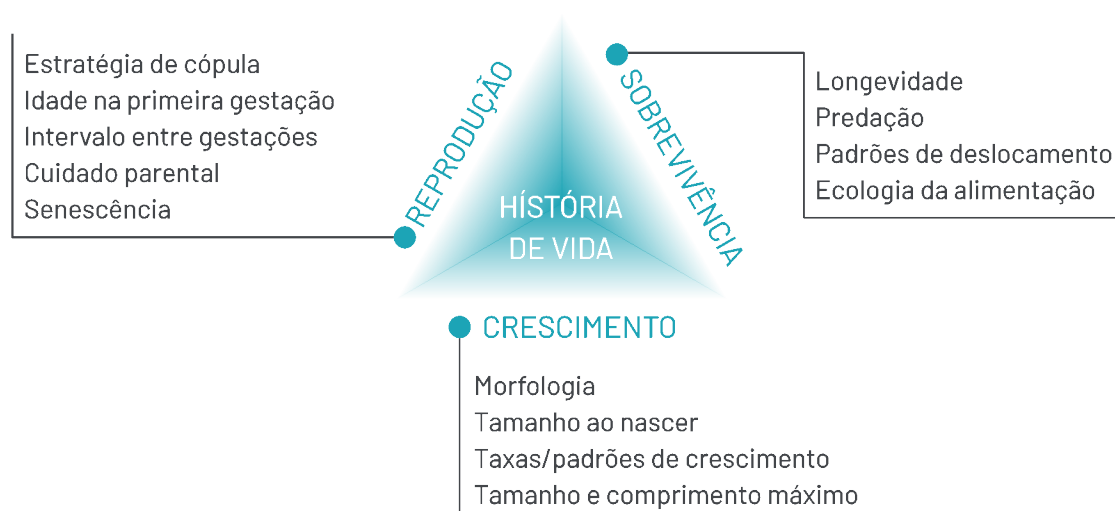 Estratégia de cópula
Idade na primeira gestação
Intervalo entre gestações
Cuidado parental
Senescência
REPRODUÇÃO
SOBREVIVÊNCIA
Longevidade
Predação
Padrões de deslocamento
Ecologia da alimentação
HÍSTÓRIA
DE VIDA
CRESCIMENTO
Morfologia
Tamanho ao nascer
Taxas/padrões de crescimento
Tamanho e comprimento máximo